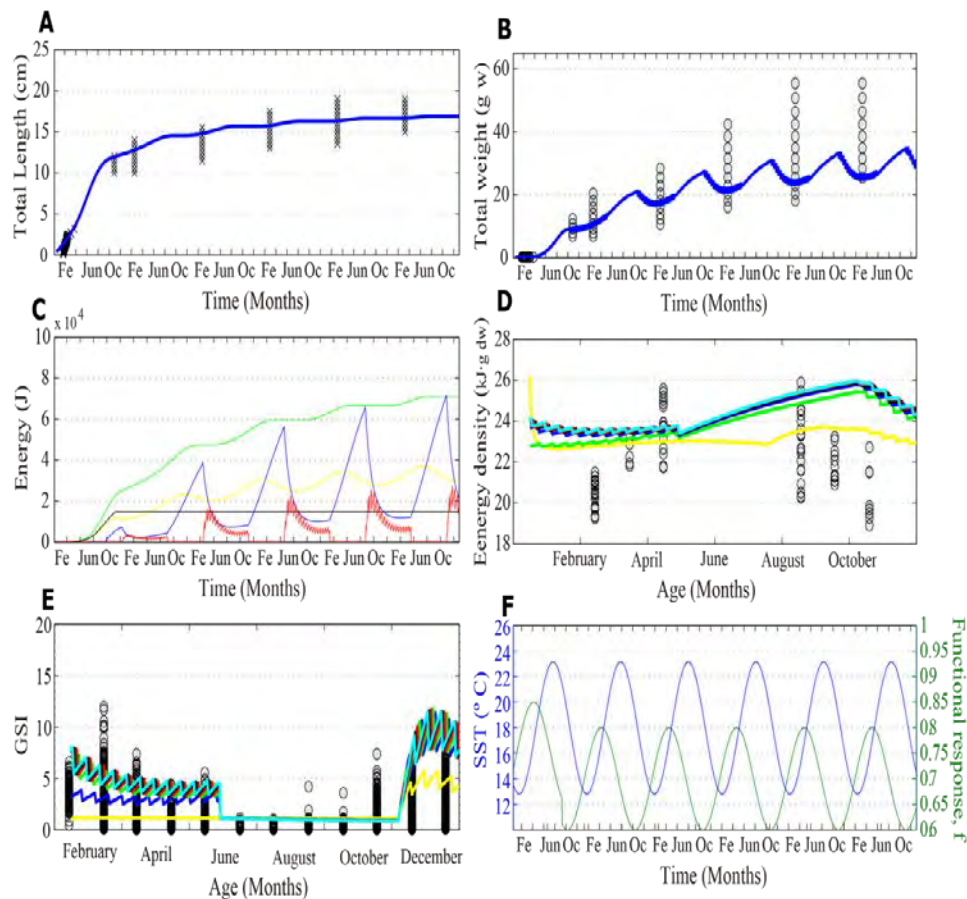 A
Total Length (cm)
25
20
15
10
5
0
Fe Jun Oc Fe Jun Oc Fe Jun Oc Fe Jun Oc Fe Jun Oc Fe Jun Oc
Time (Months)
B
Total weight (g w)
60
40
20
0
Fe Jun Oc Fe Jun Oc Fe Jun Oc Fe Jun Oc Fe Jun Oc Fe Jun Oc
Time (Months)
C
x 10⁴
Energy (J)
10
8
6
4
2
0
Fe Jun Oc Fe Jun Oc Fe Jun Oc Fe Jun Oc Fe Jun Oc Fe Jun Oc
Time (Months)
D
Eenergy density (kJ·g dw)
28
26
24
22
20
18
February April June August October
Age (Months)
E
GSI
20
15
10
5
0
February April June August October December
Age (Months)
F
SST (º C)
26
24
22
20
18
16
14
12
Functional response, f
1
0.95
0.9
0.85
0.8
0.75
0.7
0.65
06
Fe Jun Oc Fe Jun Oc Fe Jun Oc Fe Jun Oc Fe Jun Oc Fe Jun Oc
Time (Months)